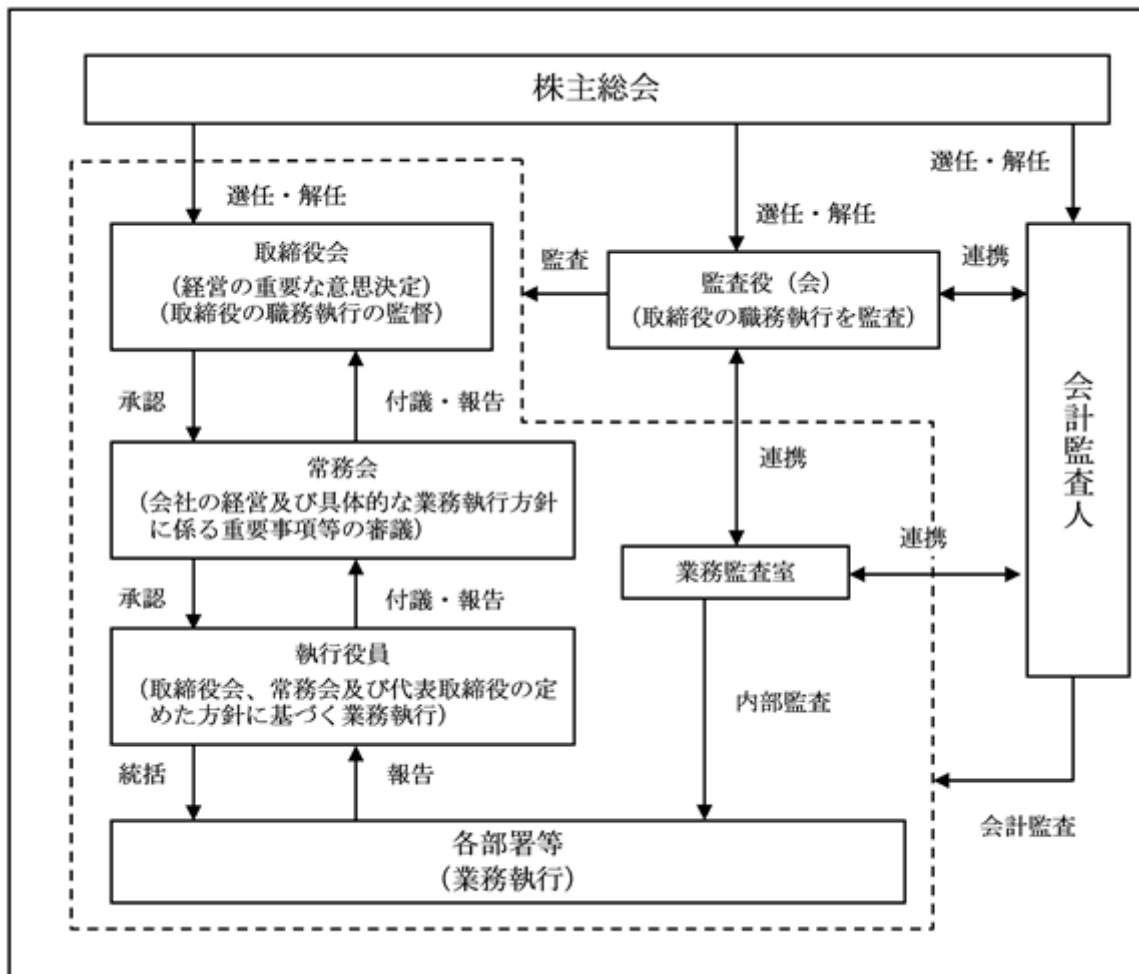 株主総会
選任・解任
選任・解任
選任・解任
取締役会
(経営の重要な意思決定)
(取締役の職務執行の監督)
監査
監査役(会)
(取締役の職務執行を監査)
連携
会計監査人
承認
付議・報告
連携
常務会
(会社の経営及び具体的な業務執行方針
に係る重要事項等の審議)
業務監査室
連携
承認
付議・報告
執行役員
(取締役会、常務会及び代表取締役の定
めた方針に基づく業務執行)
内部監査
統括
報告
会計監査
各部署等
(業務執行)